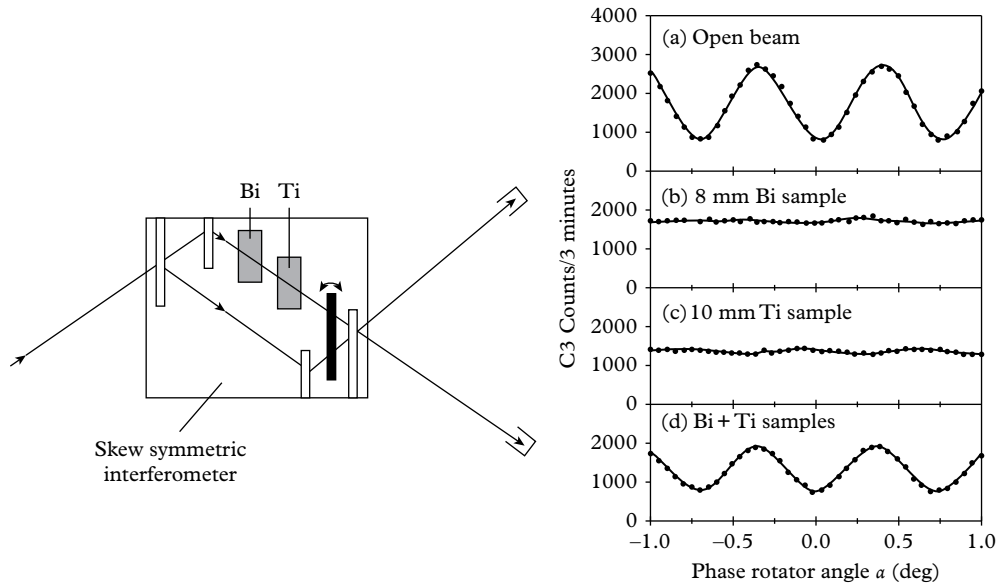 Bi Ti
Skew symmetric
interferometer
C3 Counts/3 minutes
4000
3000
2000
1000
0
(a) Open beam
2000
1000
0
(b) 8 mm Bi sample
2000
1000
0
(c) 10 mm Ti sample
2000
1000
0
(d) Bi + Ti samples
–1.0 –0.5 0.0 0.5 1.0
Phase rotator angle α (deg)